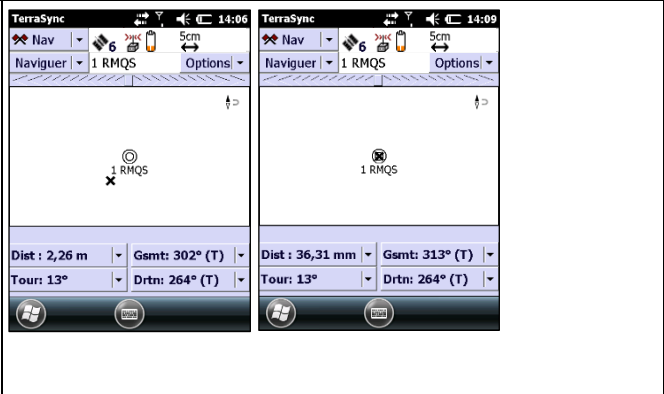 TerraSync 14:06
Nav 6 5cm
Naviguer 1 RMQS Options
1 RMQS
Dist : 2,26 m Gsmt: 302° (T)
Tour: 13° Drtn: 264° (T)
TerraSync 14:09
Nav 6 5cm
Naviguer 1 RMQS Options
1 RMQS
Dist : 36,31 mm Gsmt: 313° (T)
Tour: 13° Drtn: 264° (T)